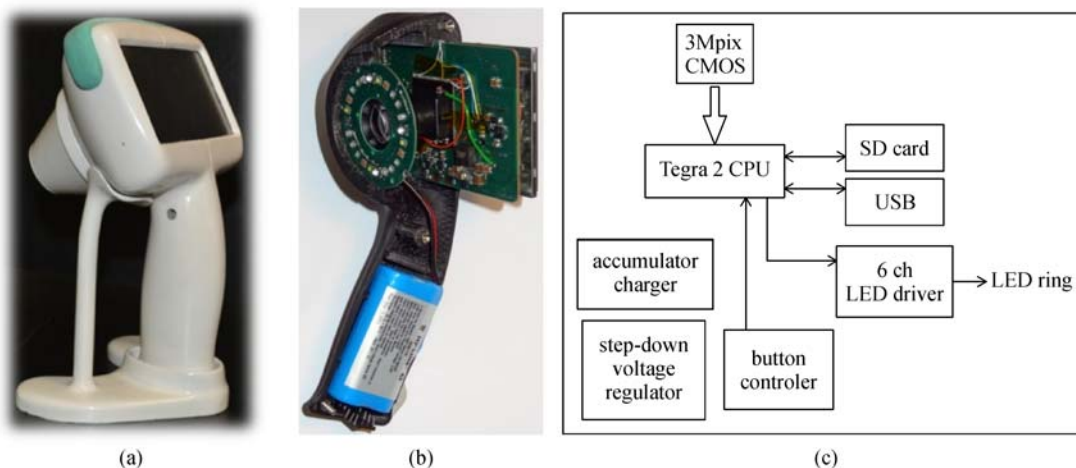 3Mpix
CMOS
Tegra 2 CPU
SD card
USB
accumulator
charger
6 ch
LED driver
LED ring
step-down
voltage
regulator
button
controler
(a)
(b)
(c)